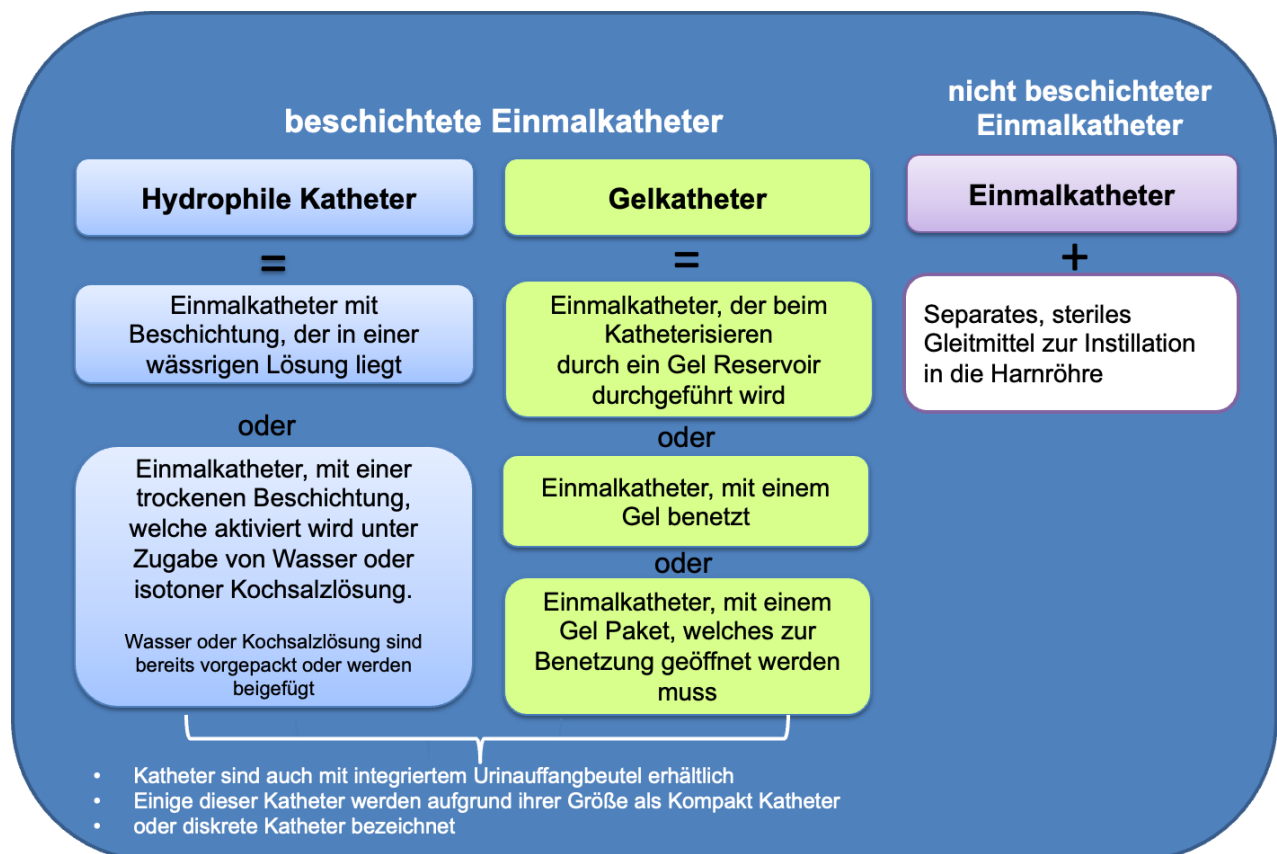 beschichtete Einmalkatheter
nicht beschichteter
Einmalkatheter
Hydrophile Katheter
=
Einmalkatheter mit
Beschichtung, der in einer
wässrigen Lösung liegt
oder
Einmalkatheter, mit einer
trockenen Beschichtung,
welche aktiviert wird unter
Zugabe von Wasser oder
isotoner Kochsalzlösung.
Wasser oder Kochsalzlösung sind
bereits vorgepackt oder werden
beigefügt
Gelkatheter
=
Einmalkatheter, der beim
Katheterisieren
durch ein Gel Reservoir
durchgeführt wird
oder
Einmalkatheter, mit einem
Gel benetzt
oder
Einmalkatheter, mit einem
Gel Paket, welches zur
Benetzung geöffnet werden
muss
Einmalkatheter
+
Separates, steriles
Gleitmittel zur Instillation
in die Harnröhre
• Katheter sind auch mit integriertem Urinauffangbeutel erhältlich
• Einige dieser Katheter werden aufgrund ihrer Größe als Kompakt Katheter
• oder diskrete Katheter bezeichnet